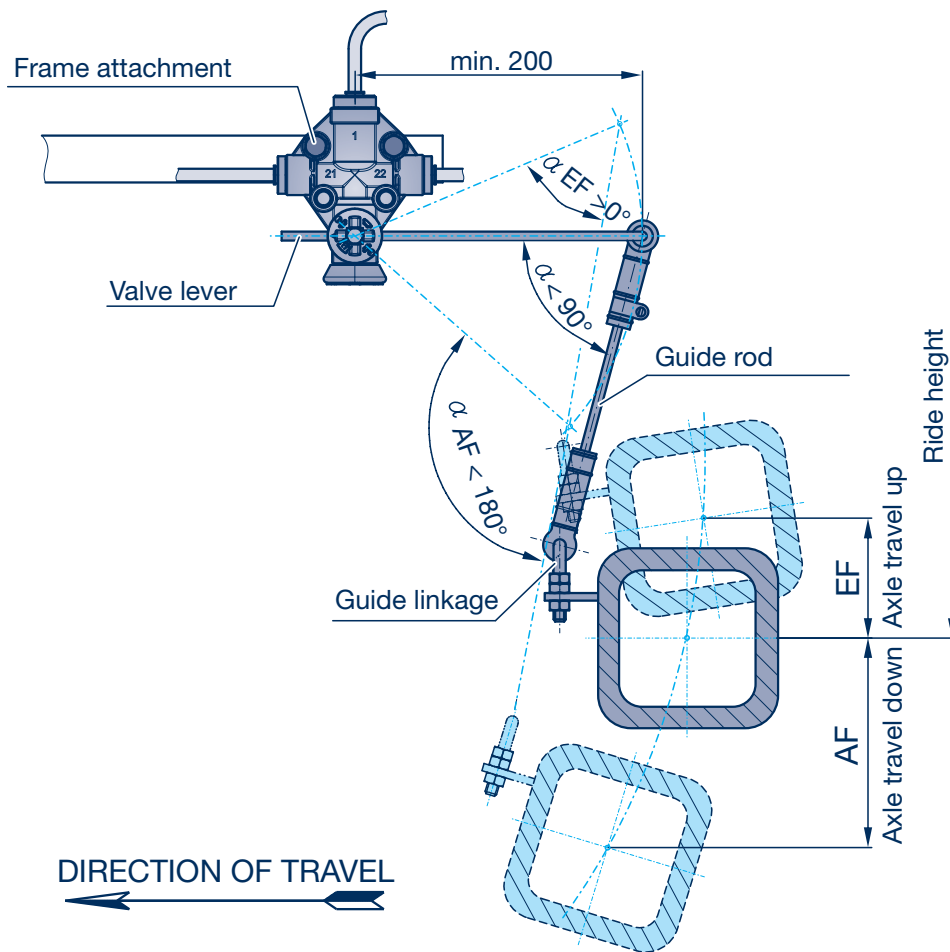 min. 200
Frame attachment
1
21
22
α EF >0°
Valve lever
α < 90°
Guide rod
α AF < 180°
Guide linkage
Ride height
Axle travel up
EF
Axle travel down
AF
DIRECTION OF TRAVEL